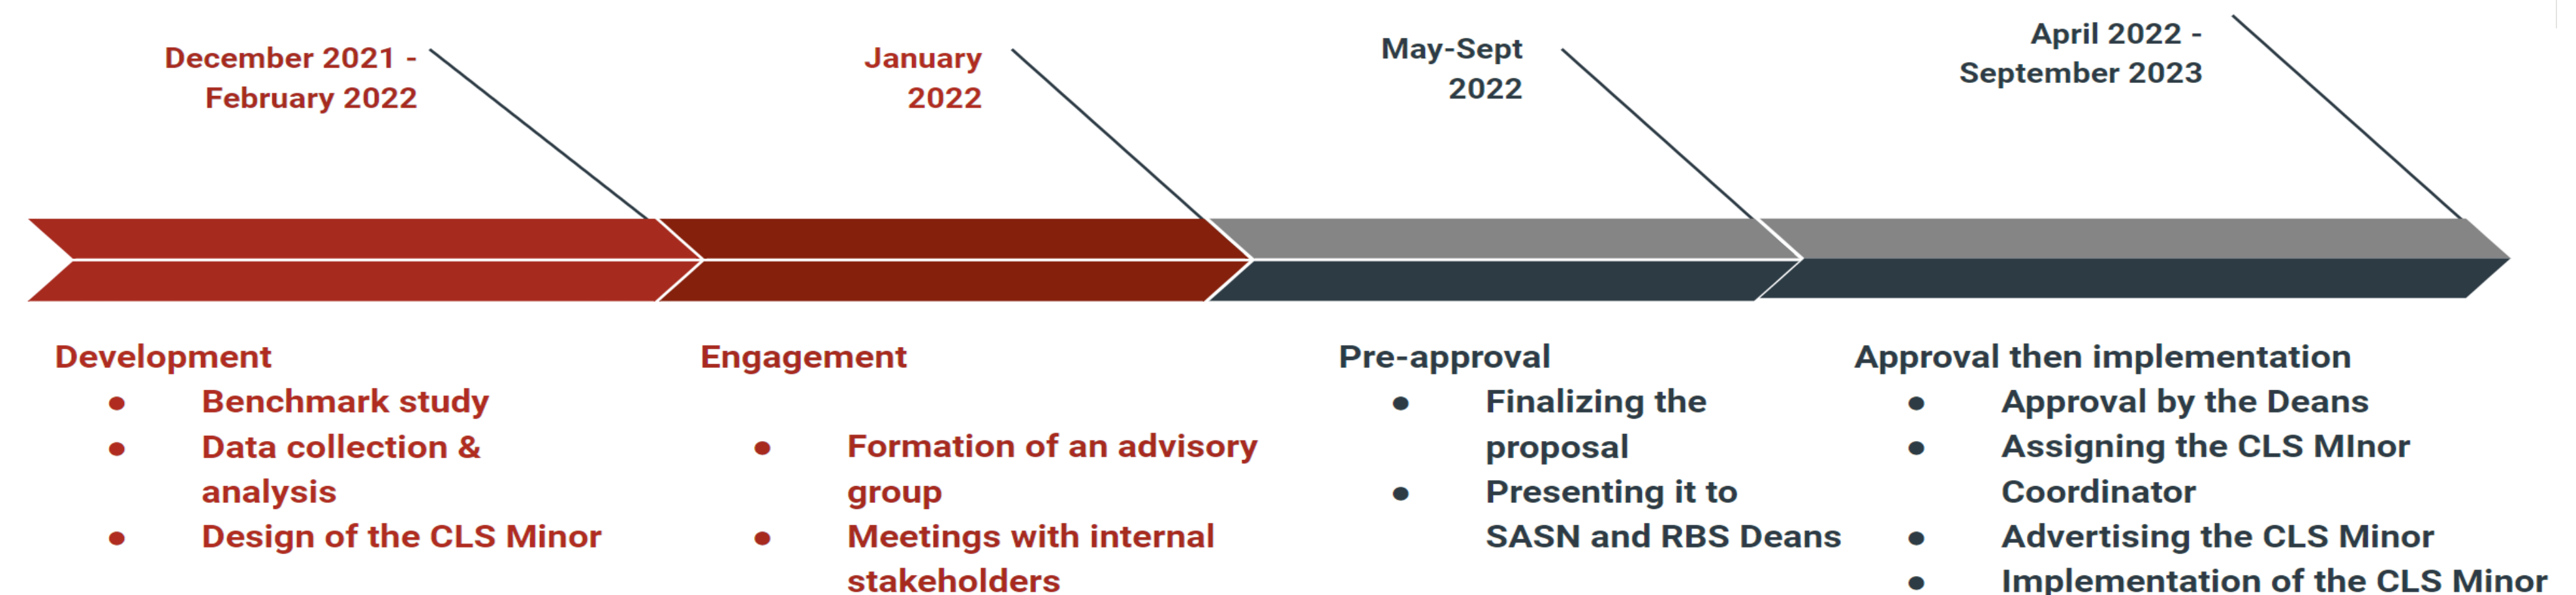 December 2021 -
February 2022
January
2022
May-Sept
2022
April 2022 -
September 2023
Development
● Benchmark study
● Data collection &
analysis
● Design of the CLS Minor
Engagement
● Formation of an advisory
group
● Meetings with internal
stakeholders
Pre-approval
● Finalizing the
proposal
● Presenting it to
SASN and RBS Deans
Approval then implementation
● Approval by the Deans
● Assigning the CLS MInor
Coordinator
● Advertising the CLS Minor
● Implementation of the CLS Minor